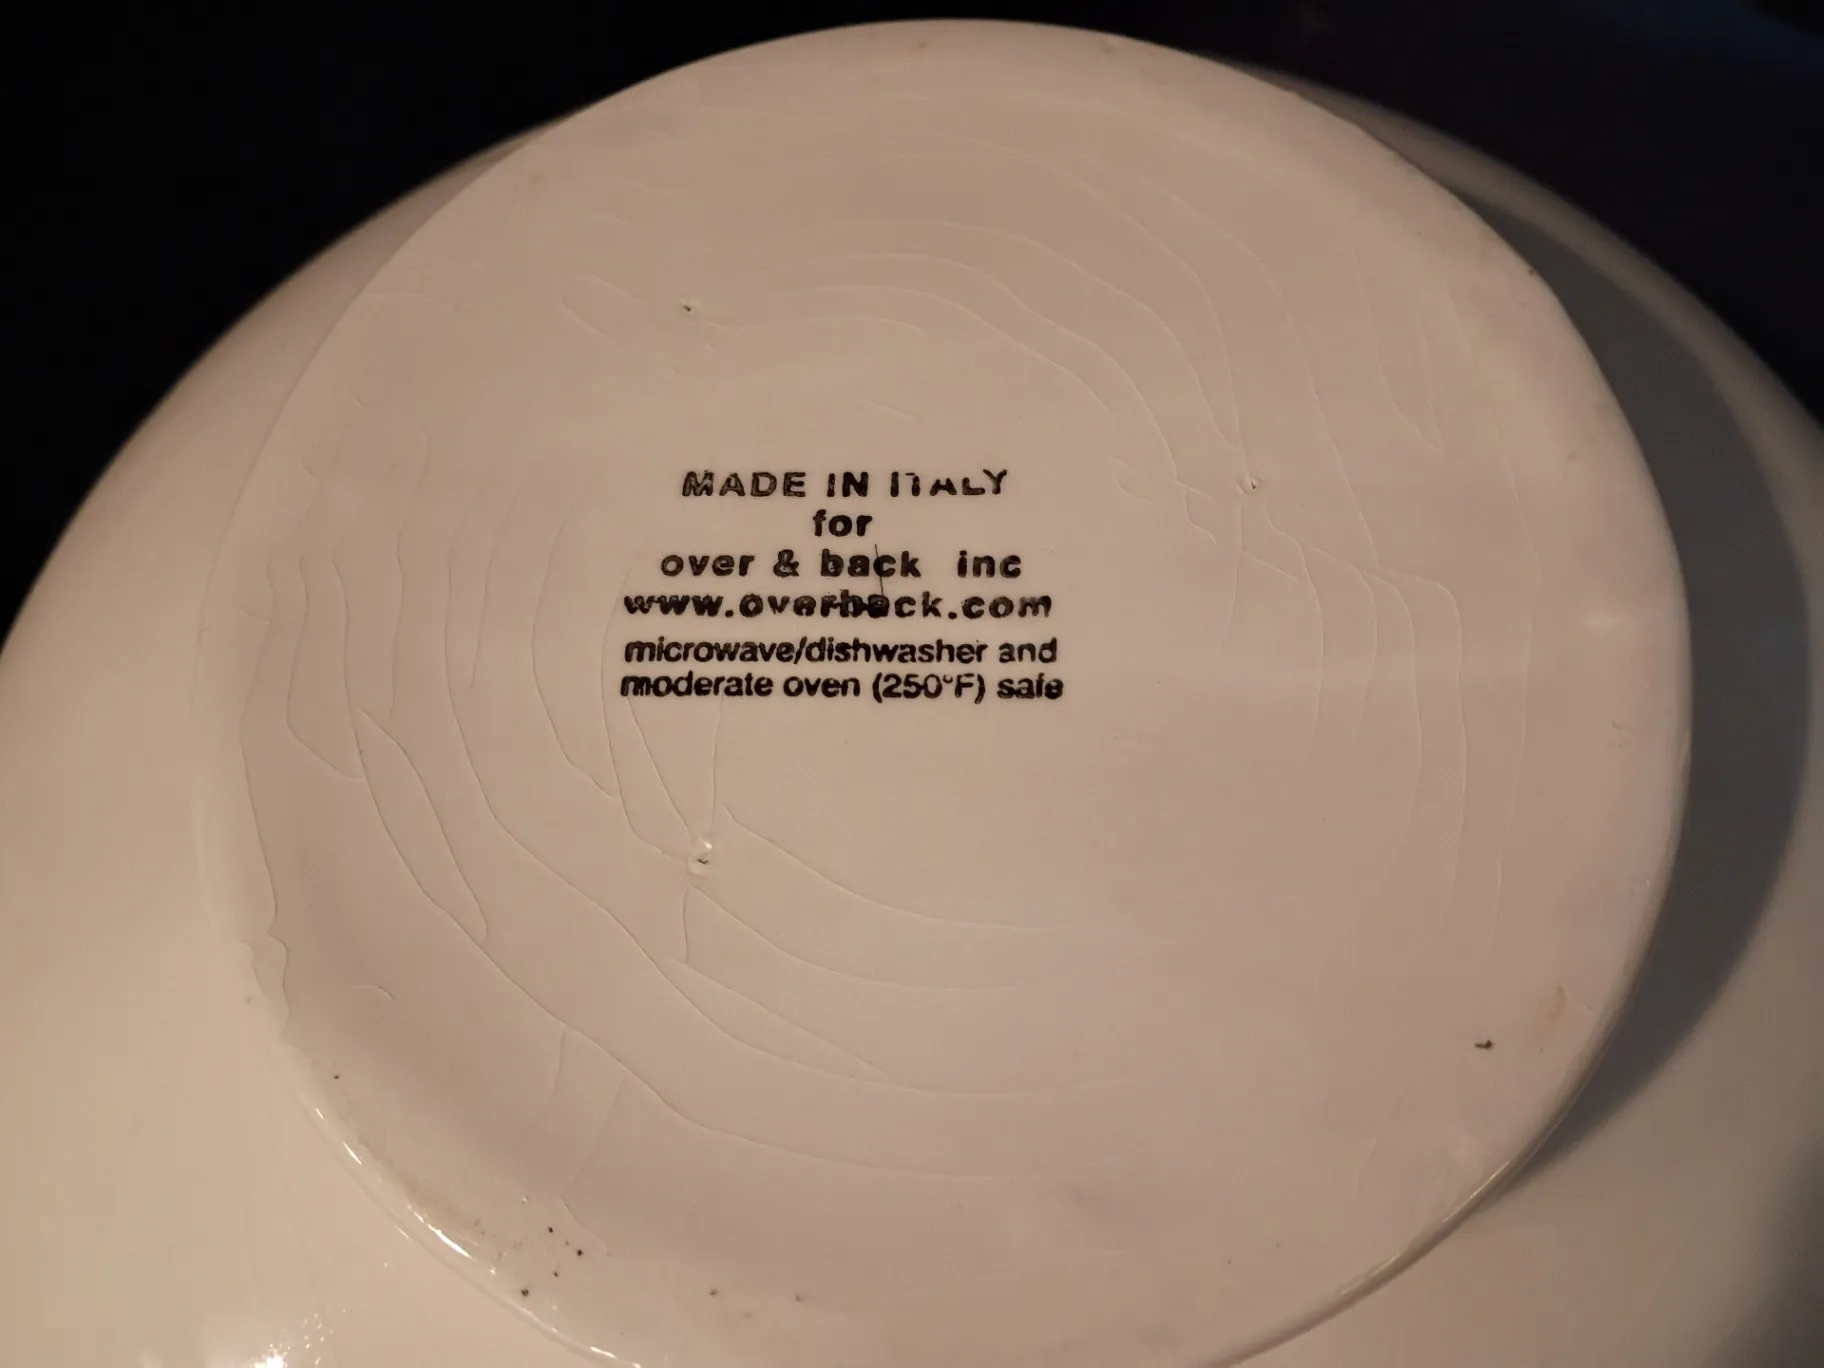 MADE IN ITALY
for
over & back inc
www.overback.com
microwave/dishwasher and
moderate oven (250°F) safe